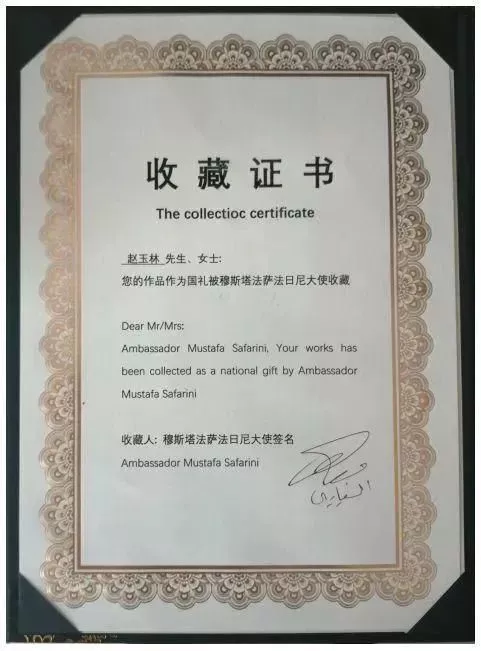 收藏证书
The collectioc certificate
赵玉林 先生、女士:
您的作品作为国礼被穆斯塔法萨法日尼大使收藏
Dear Mr/Mrs:
Ambassador Mustafa Safarini, Your works has
been collected as a national gift by Ambassador
Mustafa Safarini
收藏人: 穆斯塔法萨法日尼大使签名
Ambassador Mustafa Safarini